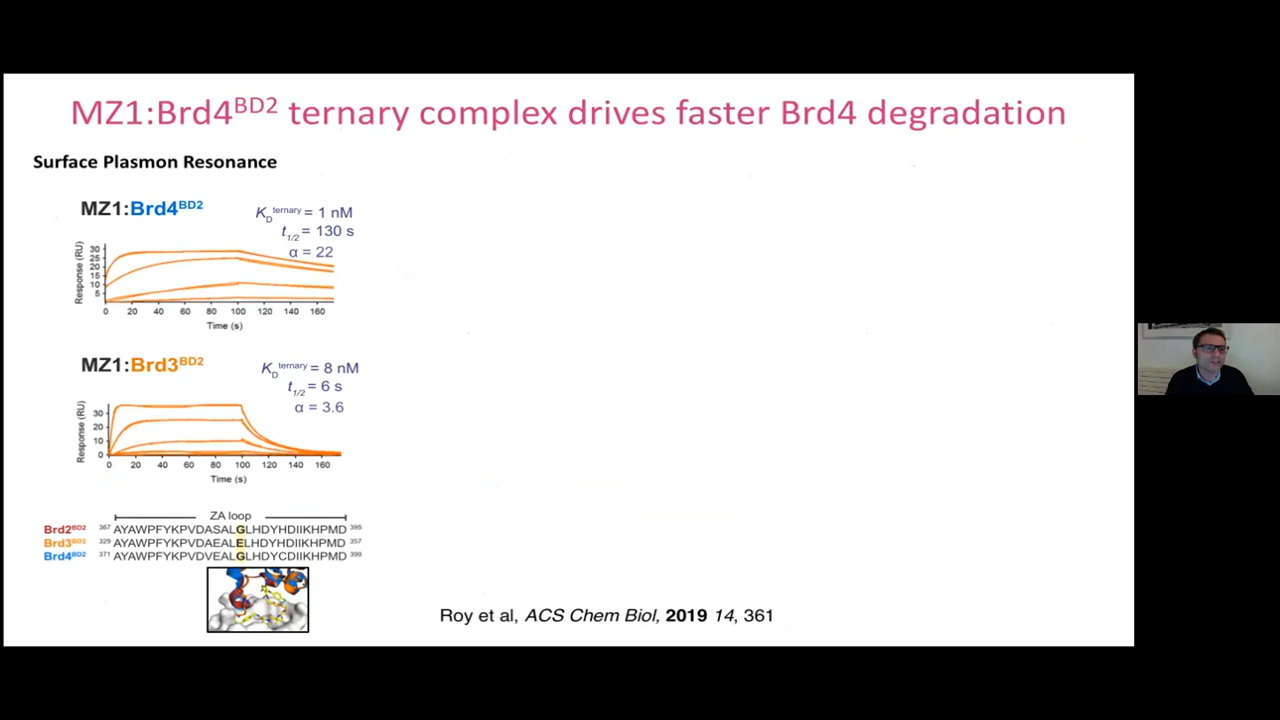 MZ1:Brd4BD2 ternary complex drives faster Brd4 degradation
Surface Plasmon Resonance
MZ1:Brd4BD2
KDternary = 1 nM
t1/2 = 130 s
α = 22
Response (RU)
30
25
20
15
10
5
0 20 40 60 80 100 120 140 160
Time (s)
MZ1:Brd3BD2
KDternary = 8 nM
t1/2 = 6 s
α = 3.6
Response (RU)
30
20
10
0
0 20 40 60 80 100 120 140 160
Time (s)
ZA loop
Brd2BD2 367 AYAWPFYKPVDASALGLHDYHDIIKHPMD 395
Brd3BD2 329 AYAWPFYKPVDAEALELHDYHDIIKHPMD 357
Brd4BD2 371 AYAWPFYKPVDVEALGLHDYCDIIKHPMD 399
Roy et al, ACS Chem Biol, 2019 14, 361